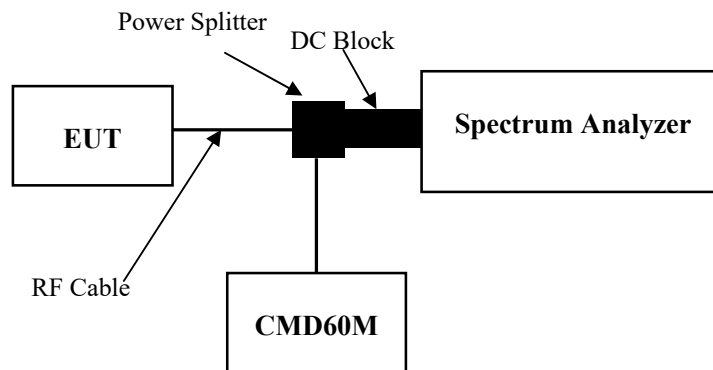 Power Splitter
DC Block
EUT
Spectrum Analyzer
RF Cable
CMD60M